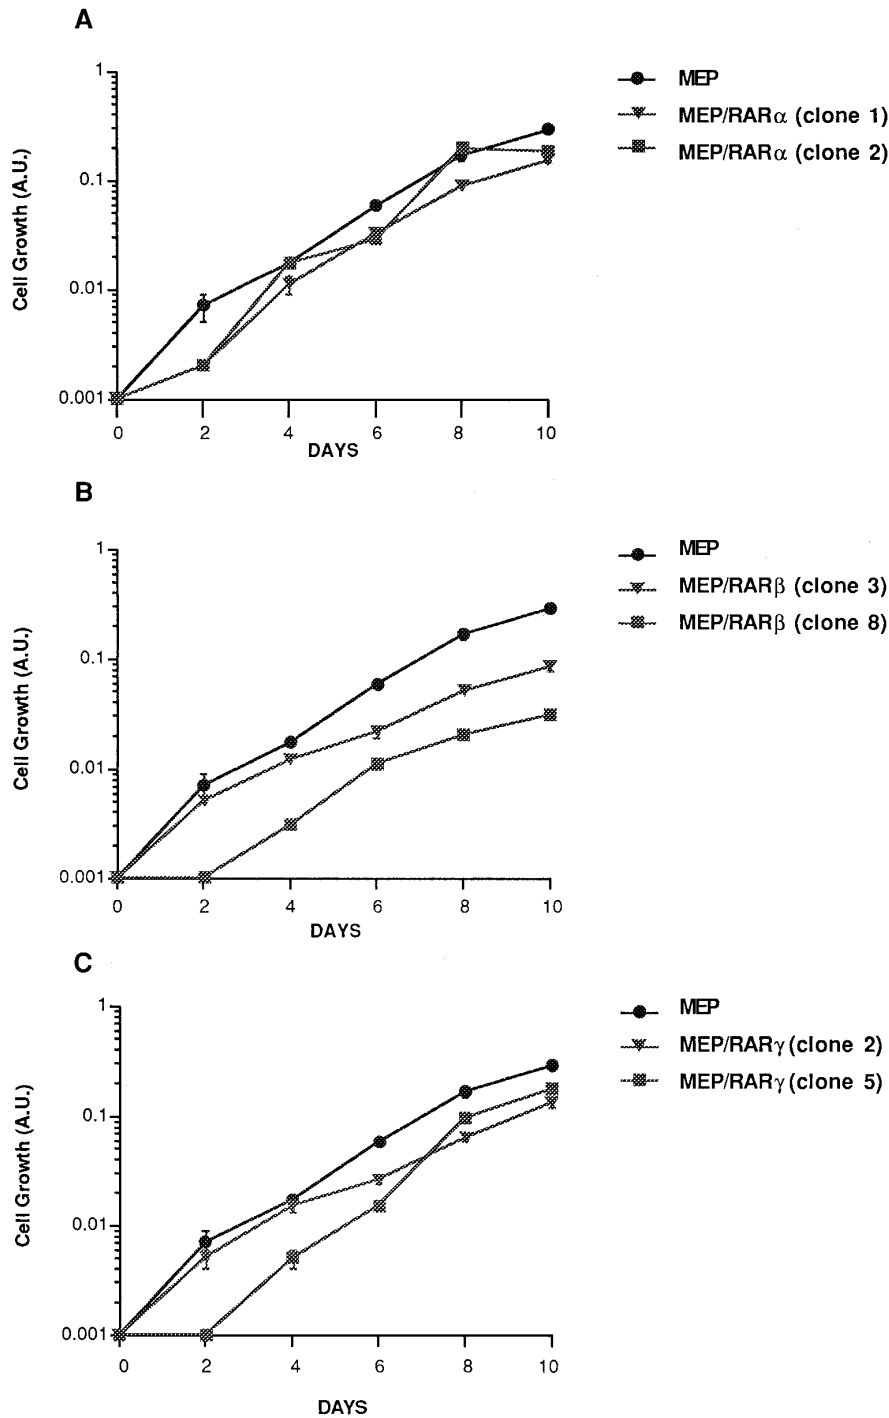 A
1
0.1
0.01
0.001
Cell Growth (A.U.)
0 2 4 6 8 10
DAYS
MEP
MEP/RARα (clone 1)
MEP/RARα (clone 2)
B
1
0.1
0.01
0.001
Cell Growth (A.U.)
0 2 4 6 8 10
DAYS
MEP
MEP/RARβ (clone 3)
MEP/RARβ (clone 8)
C
1
0.1
0.01
0.001
Cell Growth (A.U.)
0 2 4 6 8 10
DAYS
MEP
MEP/RARγ (clone 2)
MEP/RARγ (clone 5)